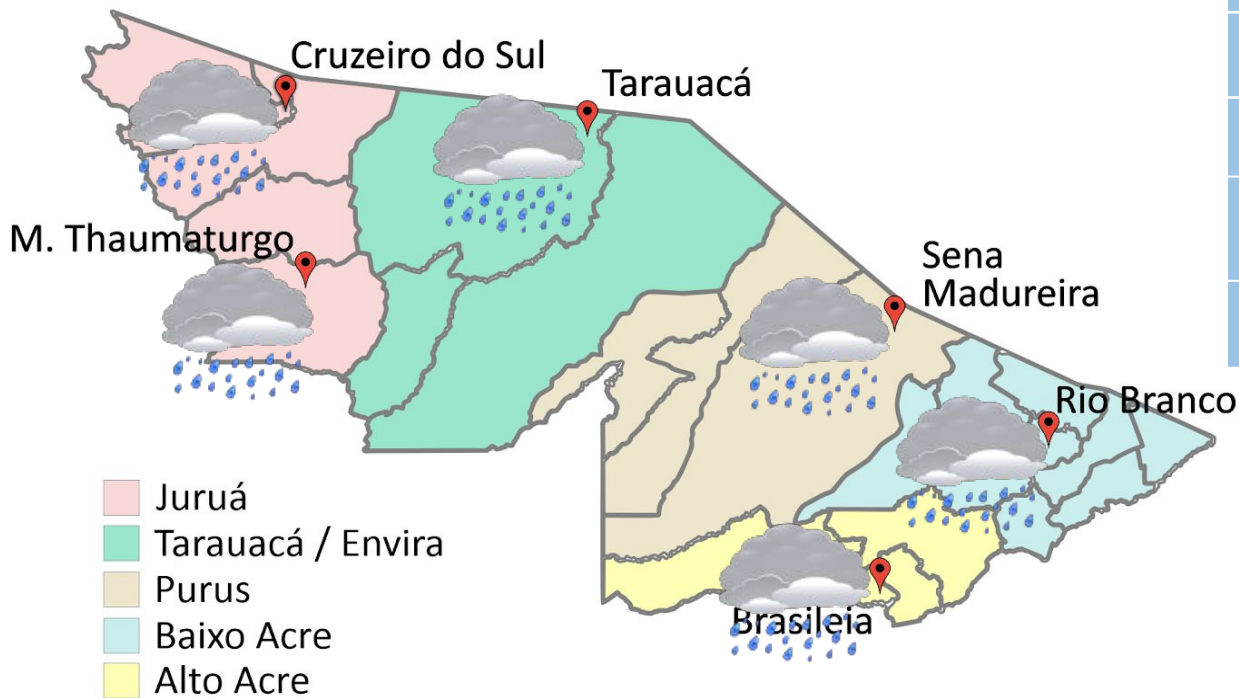 Cruzeiro do Sul
Tarauacá
M. Thaumaturgo
Sena
Madureira
Rio Branco
Brasileia
Juruá
Tarauacá / Envira
Purus
Baixo Acre
Alto Acre